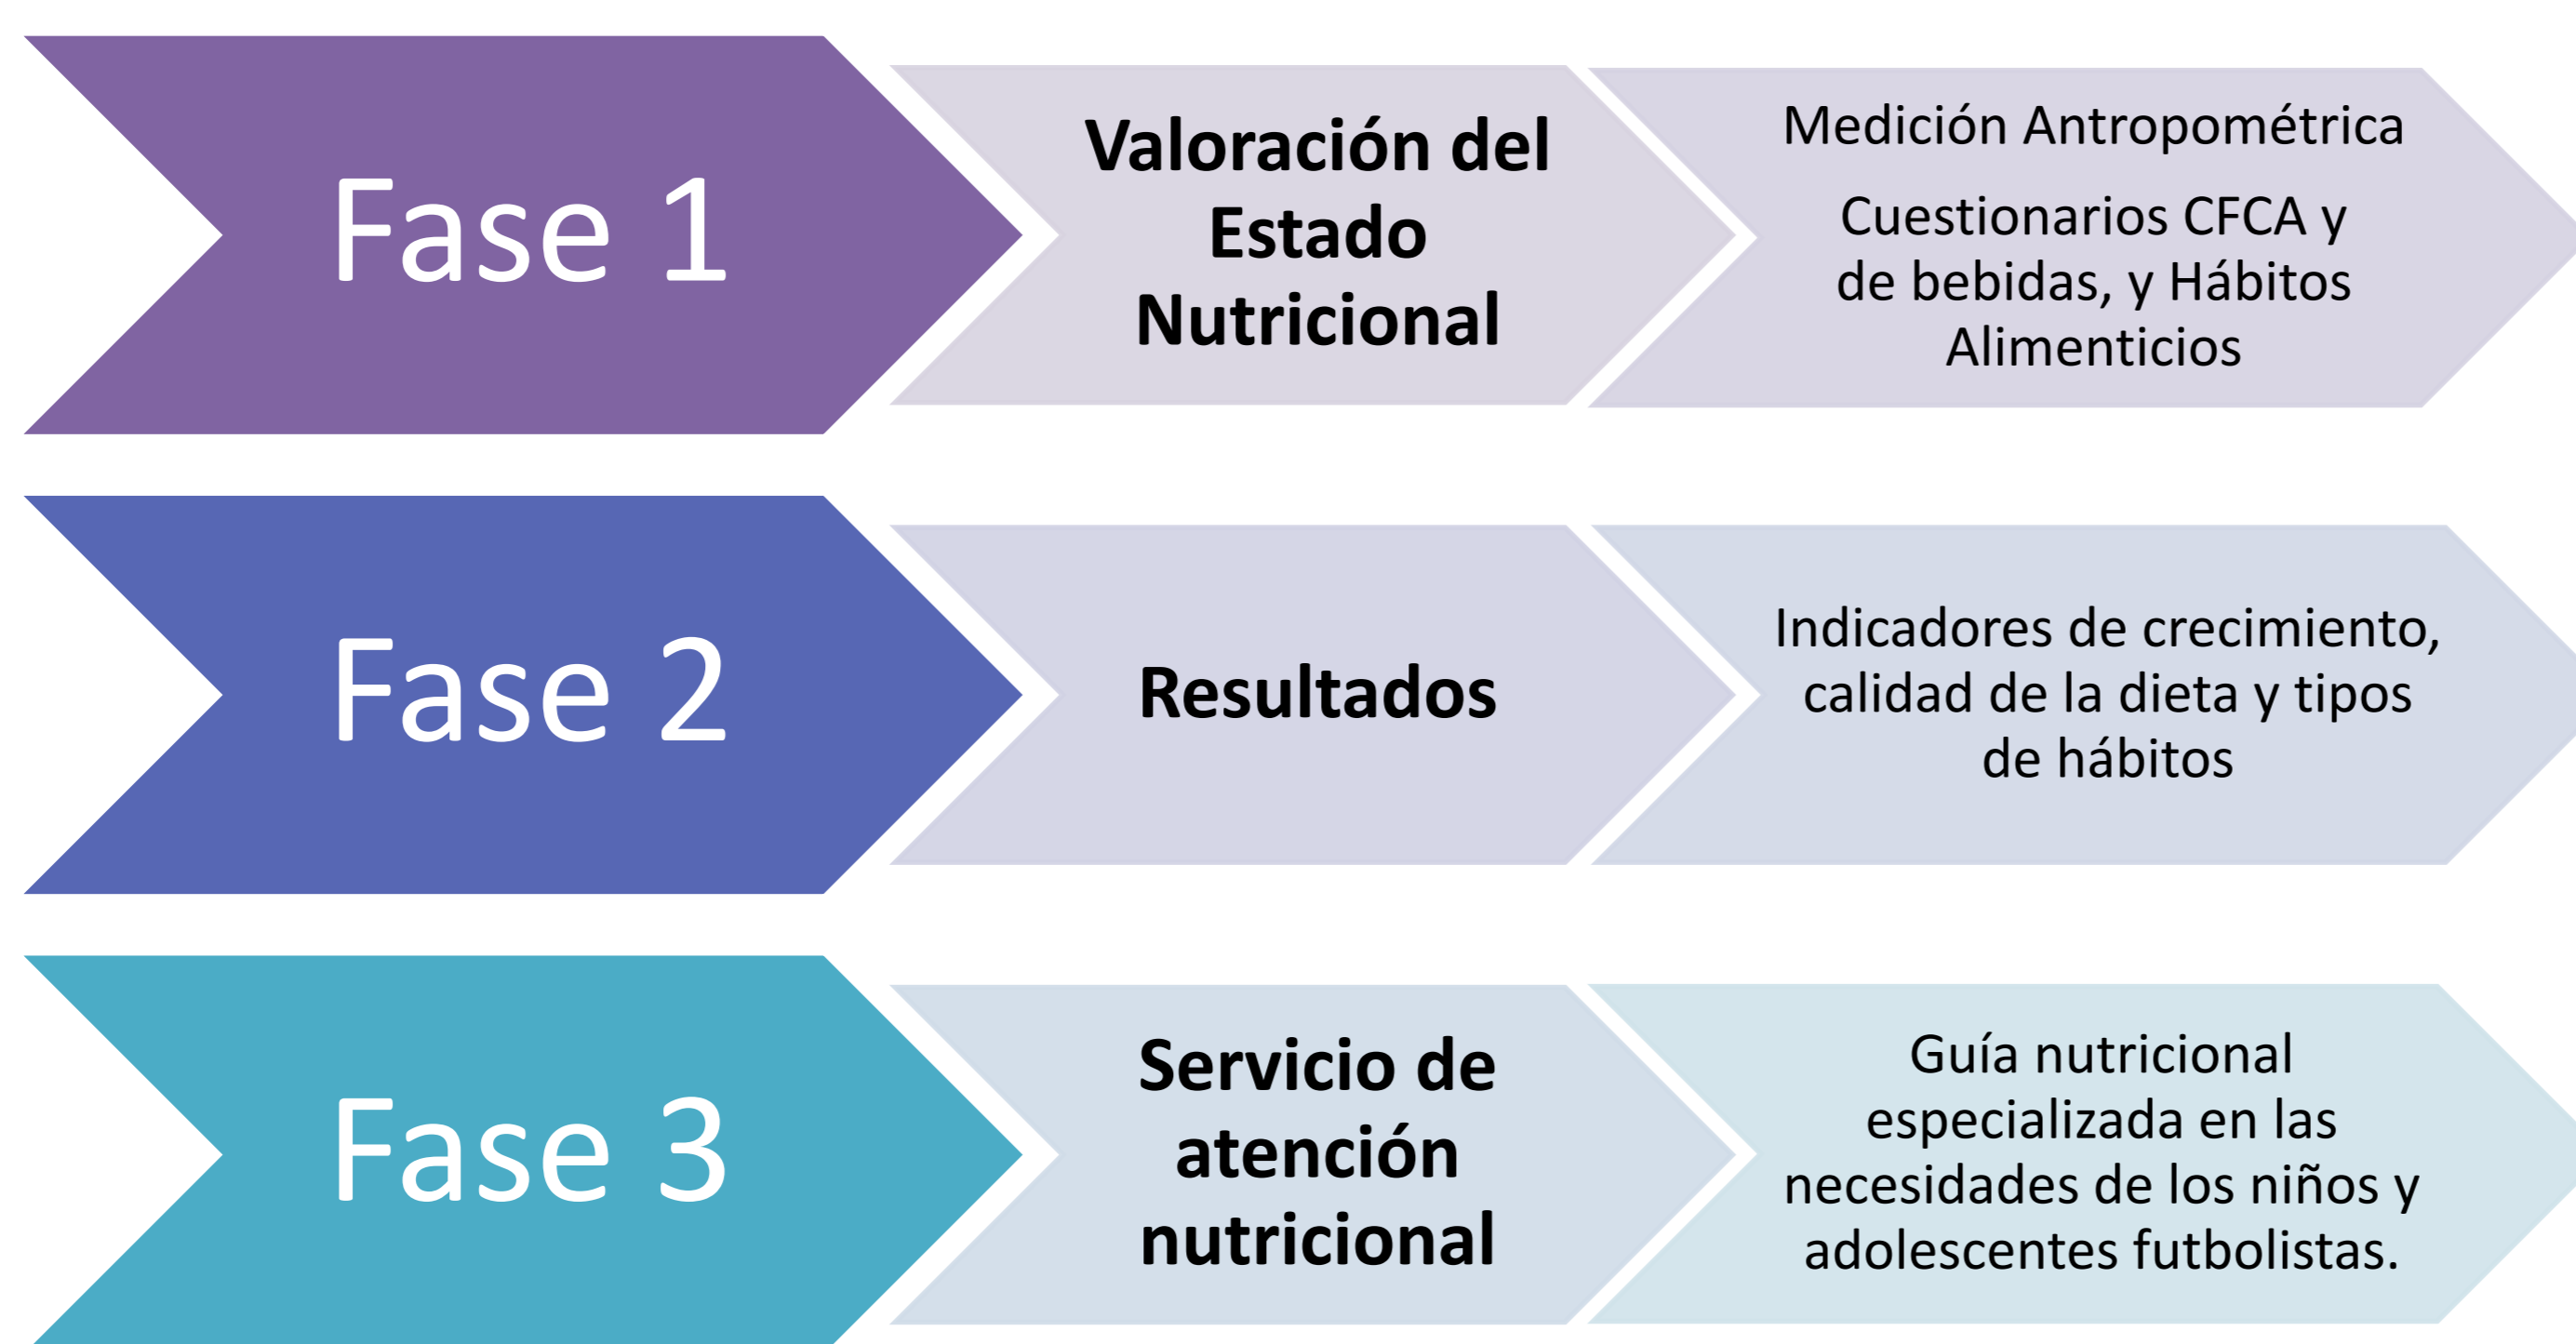 Fase 1
Valoración del
Estado
Nutricional
Medición Antropométrica
Cuestionarios CFCA y
de bebidas, y Hábitos
Alimenticios
Fase 2
Resultados
Indicadores de crecimiento,
calidad de la dieta y tipos
de hábitos
Fase 3
Servicio de
atención
nutricional
Guía nutricional
especializada en las
necesidades de los niños y
adolescentes futbolistas.